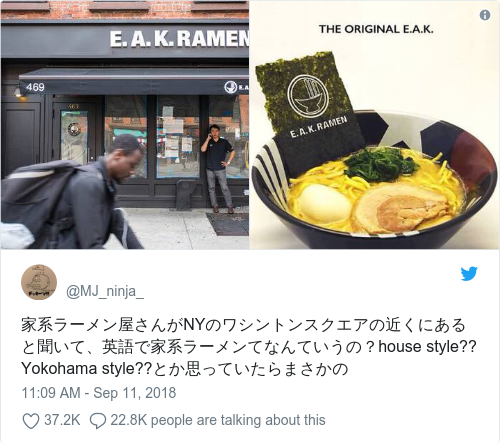 E.A.K. RAMEN
469
469
THE ORIGINAL E.A.K.
E.A.K. RAMEN
@MJ_ninja_
家系ラーメン屋さんがNYのワシントンスクエアの近くにある
と聞いて、英語で家系ラーメンてなんていうの？house style??
Yokohama style??とか思っていたらまさかの
11:09 AM - Sep 11, 2018
37.2K 22.8K people are talking about this